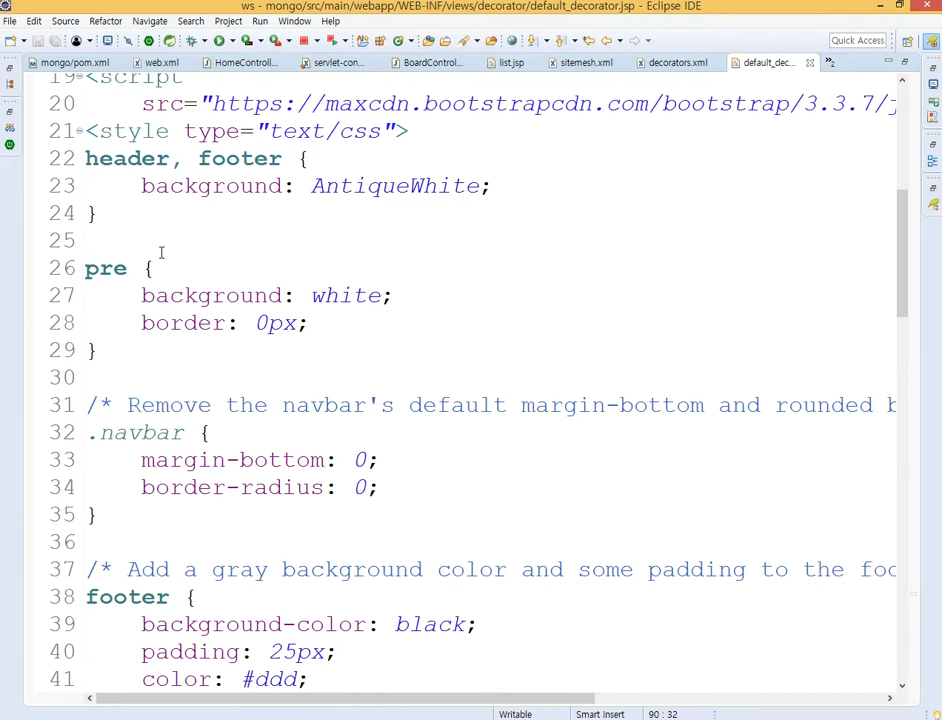 ws - mongo/src/main/webapp/WEB-INF/views/decorator/default_decorator.jsp - Eclipse IDE
File Edit Refactor Navigate Search Project Run Window Help
Quick Access
mongo/pom.xml web.xml HomeControll... servlet-con... BoardControl... list.jsp sitemesh.xml decorators.xml default_dec... »2
19 <script
20 src="https://maxcdn.bootstrapcdn.com/bootstrap/3.3.7/j
21 <style type="text/css">
22 header, footer {
23 background: AntiqueWhite;
24 }
25
26 pre {
27 background: white;
28 border: 0px;
29 }
30
31 /* Remove the navbar's default margin-bottom and rounded b
32 .navbar {
33 margin-bottom: 0;
34 border-radius: 0;
35 }
36
37 /* Add a gray background color and some padding to the foo
38 footer {
39 background-color: black;
40 padding: 25px;
41 color: #ddd;
Writable Smart Insert 90 : 32